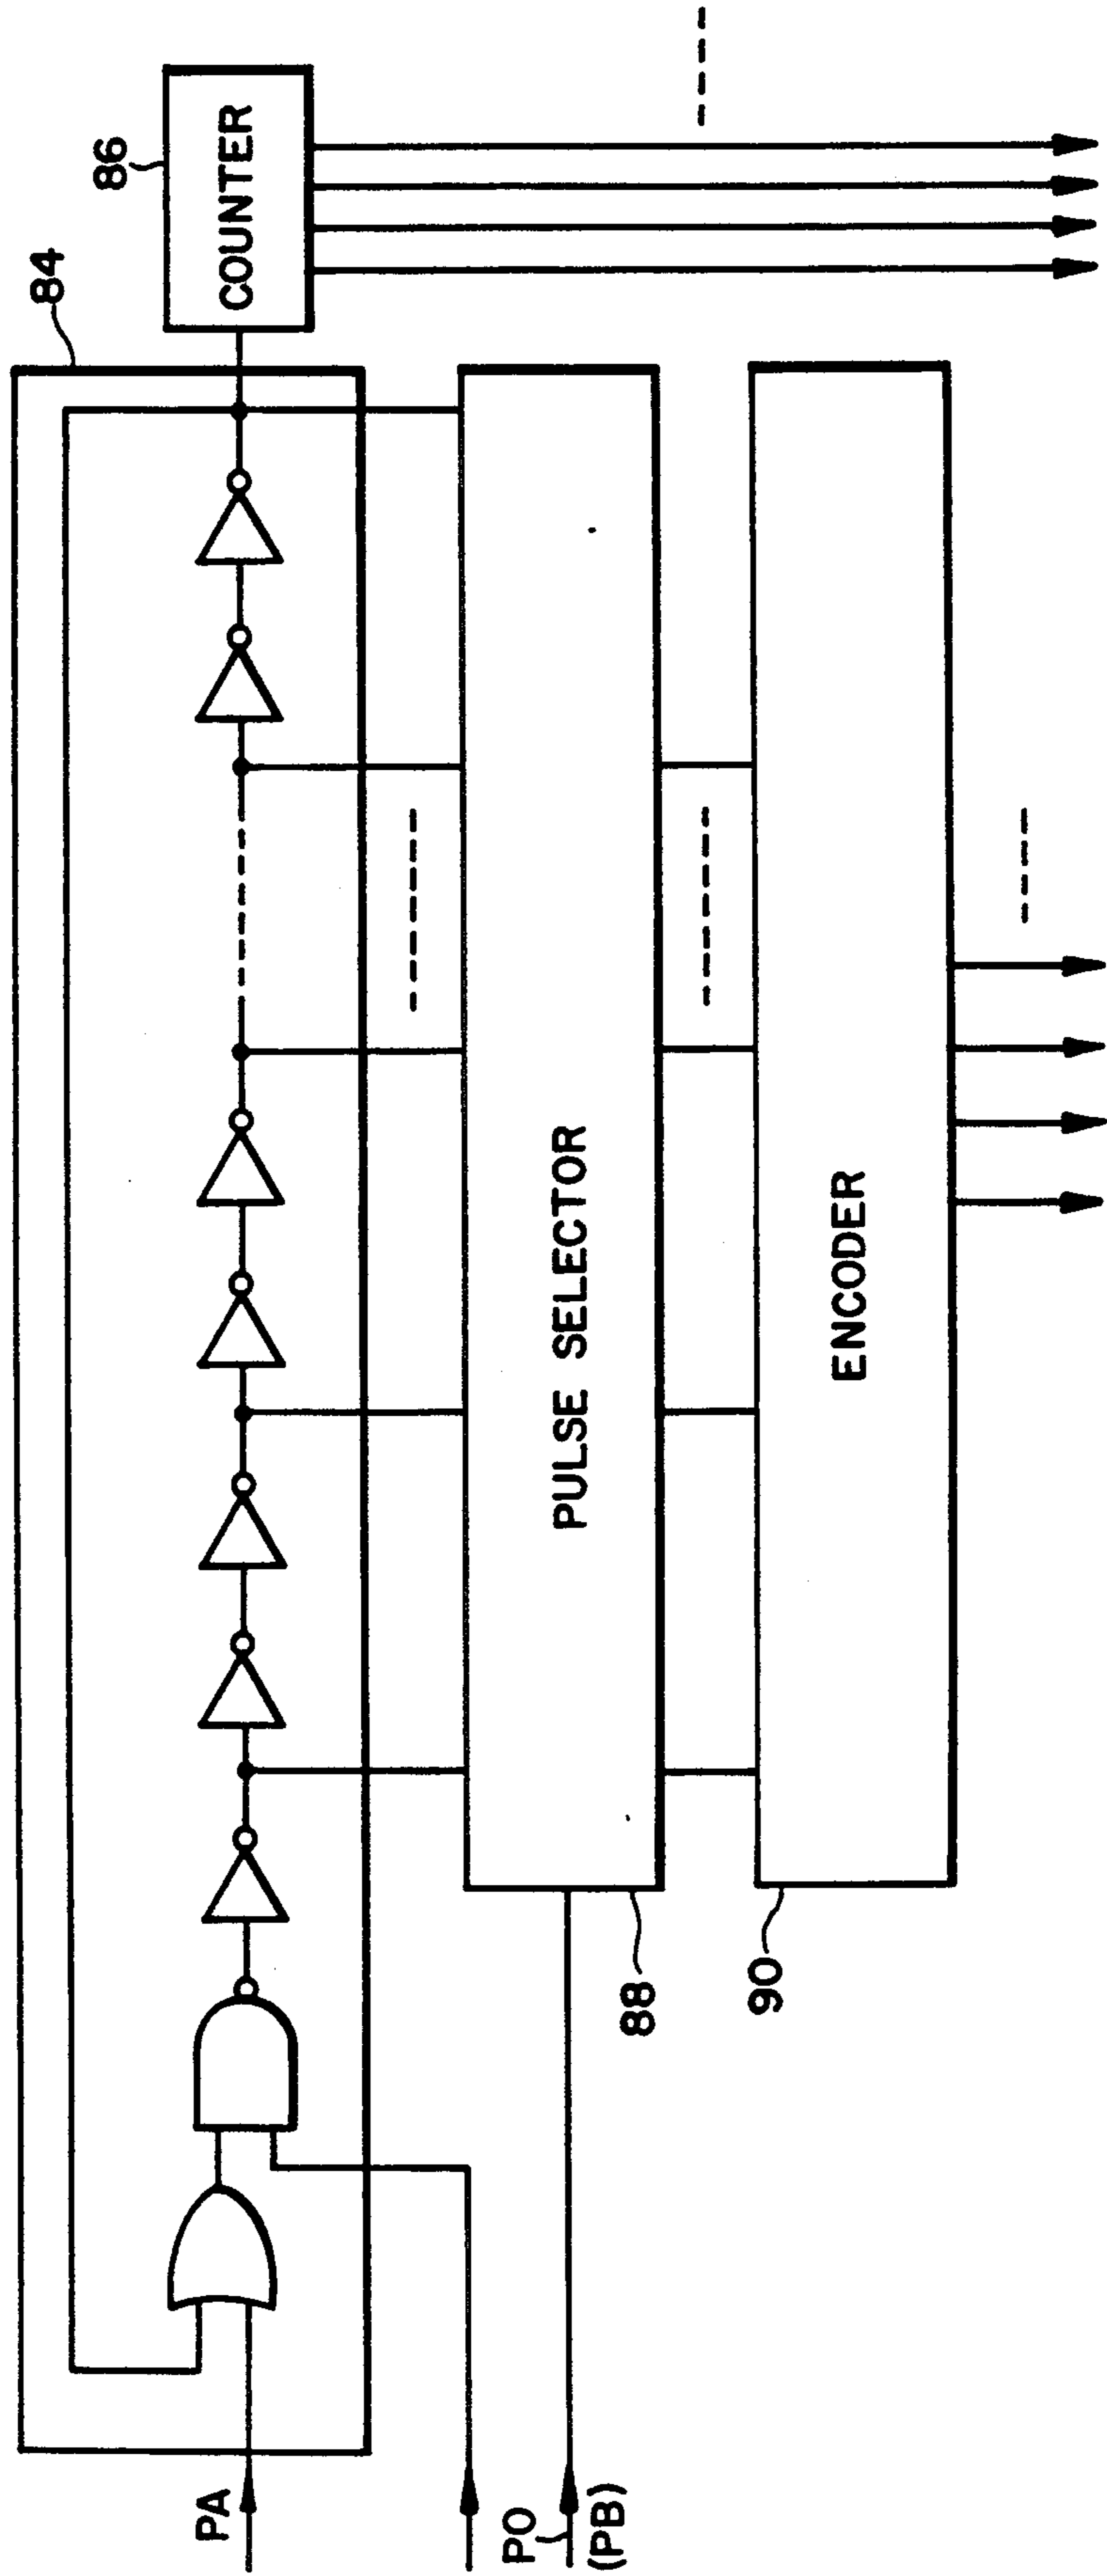 84
86
COUNTER
PA
PO
(PB)
PULSE SELECTOR
88
ENCODER
90